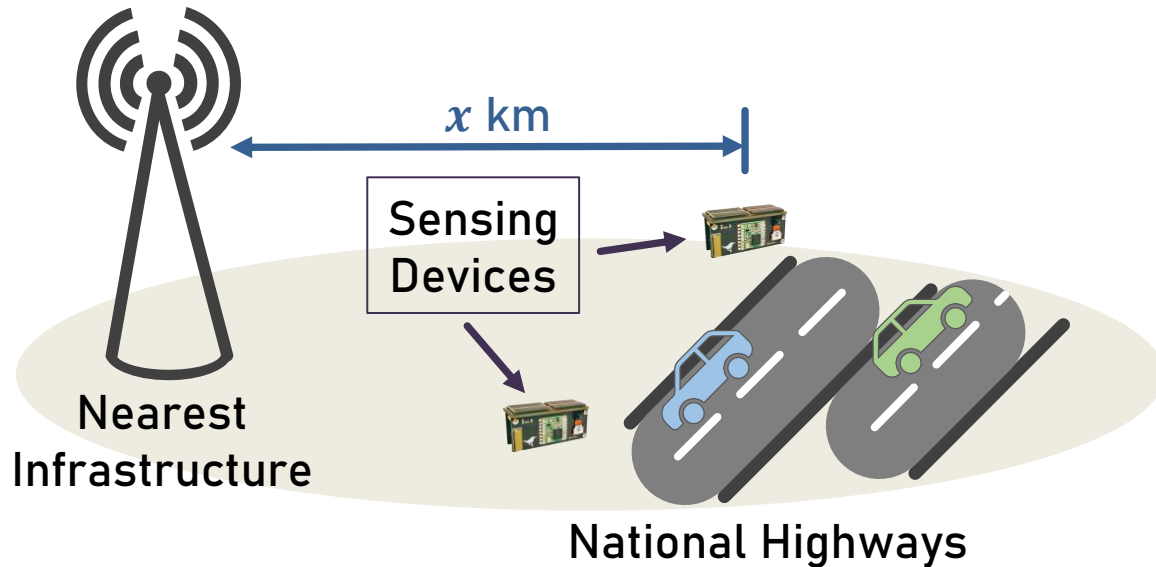 x km
Sensing
Devices
Nearest
Infrastructure
National Highways